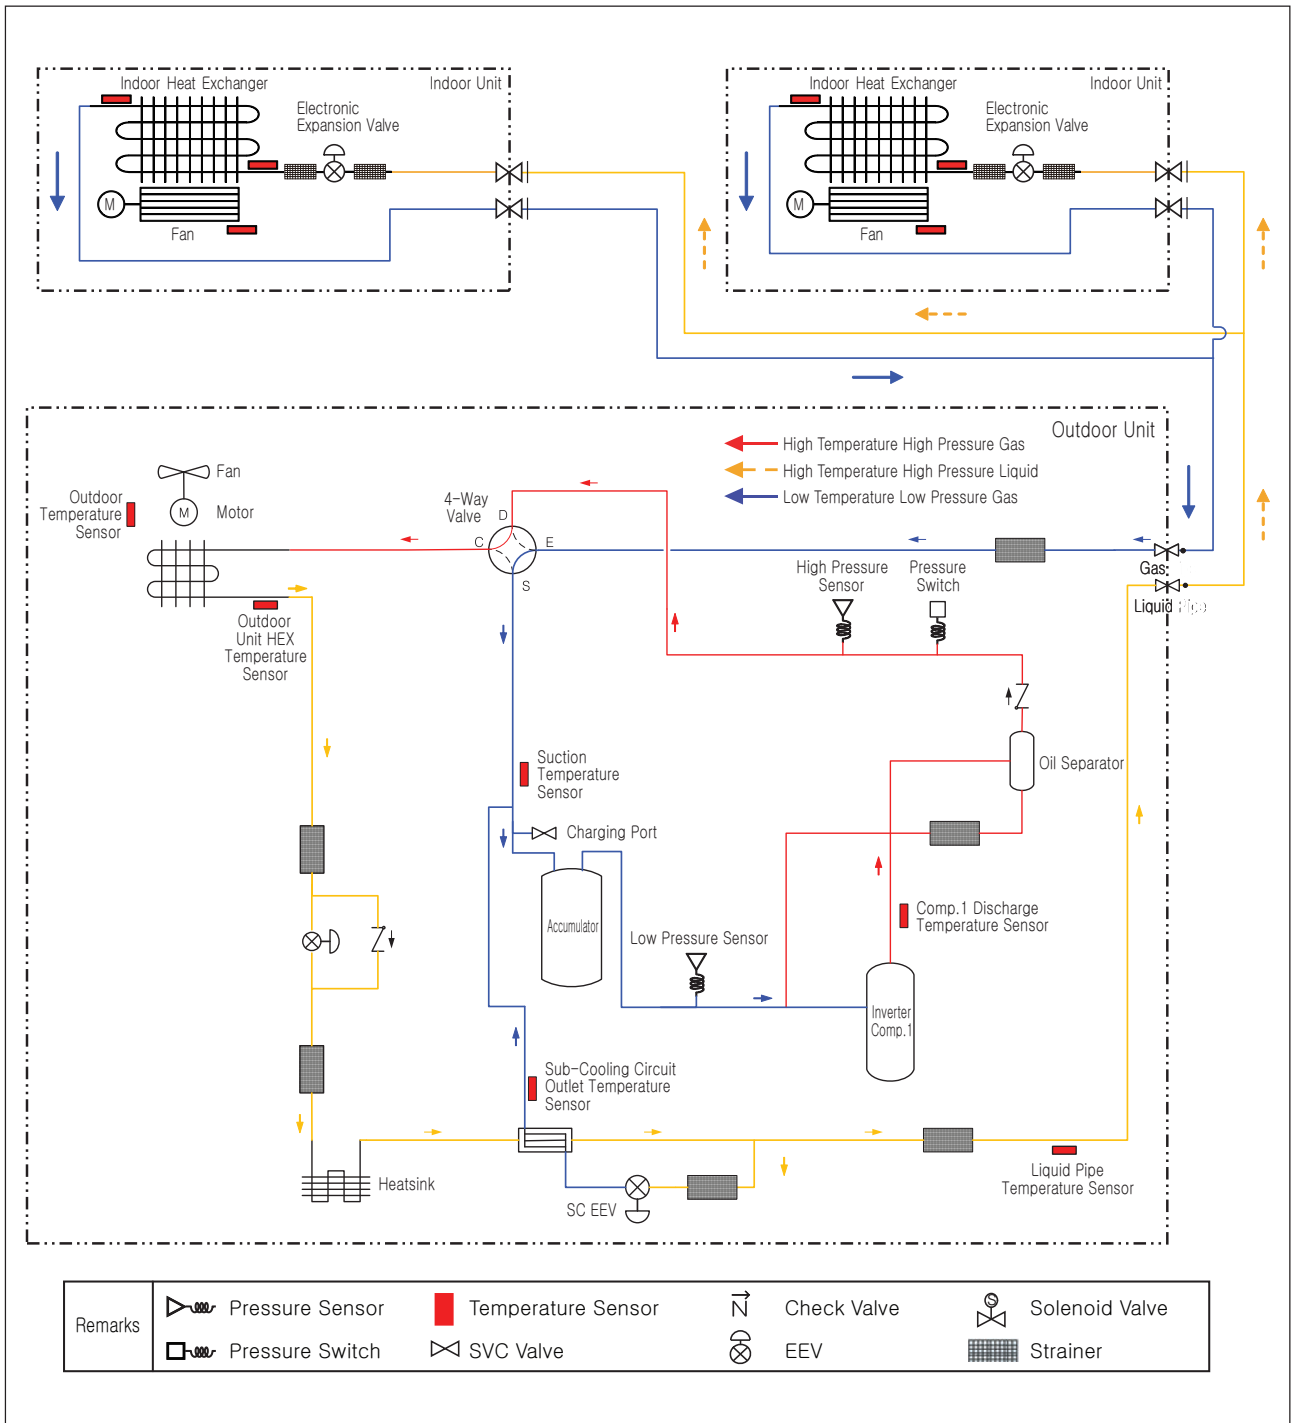 Indoor Heat Exchanger
Indoor Unit
Electronic
Expansion Valve
M
Fan
Indoor Heat Exchanger
Indoor Unit
Electronic
Expansion Valve
M
Fan
Outdoor Unit
High Temperature High Pressure Gas
High Temperature High Pressure Liquid
Low Temperature Low Pressure Gas
Fan
Outdoor
Temperature
Sensor
M
Motor
4-Way
Valve
D
C
E
S
Gas
Liquid Pipe
High Pressure
Sensor
Pressure
Switch
Outdoor
Unit HEX
Temperature
Sensor
Suction
Temperature
Sensor
Oil Separator
Charging Port
Accumulator
Low Pressure Sensor
Comp.1 Discharge
Temperature Sensor
Inverter
Comp.1
Sub-Cooling Circuit
Outlet Temperature
Sensor
Heatsink
SC EEV
Liquid Pipe
Temperature Sensor
Remarks
Pressure Sensor
Temperature Sensor
Check Valve
S
Solenoid Valve
Pressure Switch
SVC Valve
EEV
Strainer